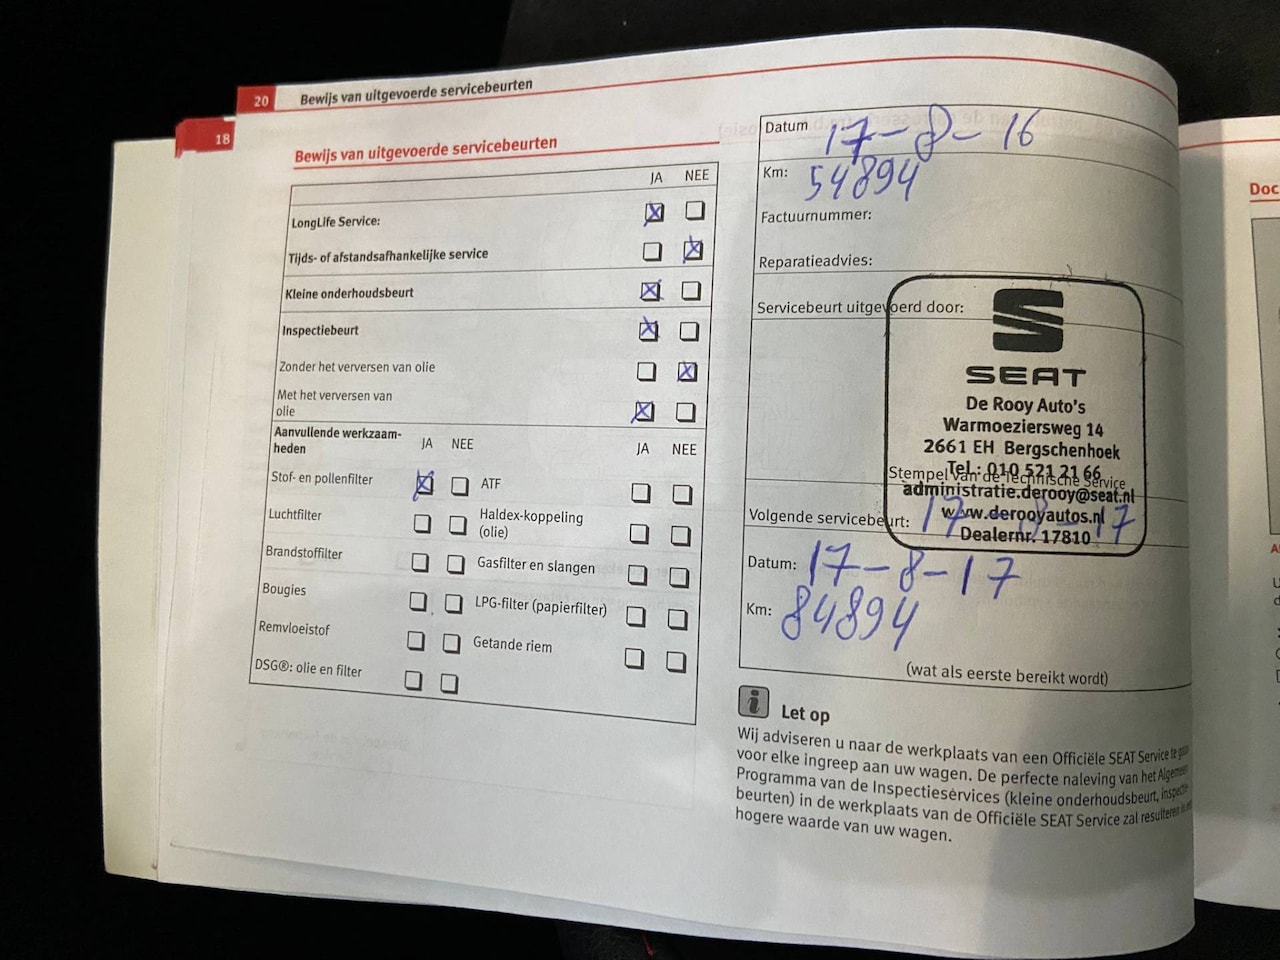 20 Bewijs van uitgevoerde servicebeurten
18
Bewijs van uitgevoerde servicebeurten
JA NEE
LongLife Service:
Tijds- of afstandsafhankelijke service
Kleine onderhoudsbeurt
Inspectiebeurt
Zonder het verversen van olie
Met het verversen van
olie
Aanvullende werkzaam-
heden
JA NEE JA NEE
Stof- en pollenfilter ATF
Luchtfilter Haldex-koppeling
(olie)
Brandstoffilter Gasfilter en slangen
Bougies LPG-filter (papierfilter)
Remvloeistof Getande riem
DSG®: olie en filter
Datum 17-8-16
Km: 54894
Factuurnummer:
Reparatieadvies:
Servicebeurt uitgevoerd door:
SEAT
De Rooy Auto's
Warmoeziersweg 14
2661 EH Bergschenhoek
Tel.: 010 521 21 66
Stempel van de Technische Service
administratie.derooy@seat.nl
www.derooyautos.nl
Dealernr. 17810
Volgende servicebeurt: 17-8-17
Datum: 17-8-17
Km: 84894
(wat als eerste bereikt wordt)
i Let op
Wij adviseren u naar de werkplaats van een Officiële SEAT Service te
voor elke ingreep aan uw wagen. De perfecte naleving van het
Programma van de Inspectieservices (kleine onderhoudsbeurt,
beurten) in de werkplaats van de Officiële SEAT Service zal resulteren
hogere waarde van uw wagen.
Doc